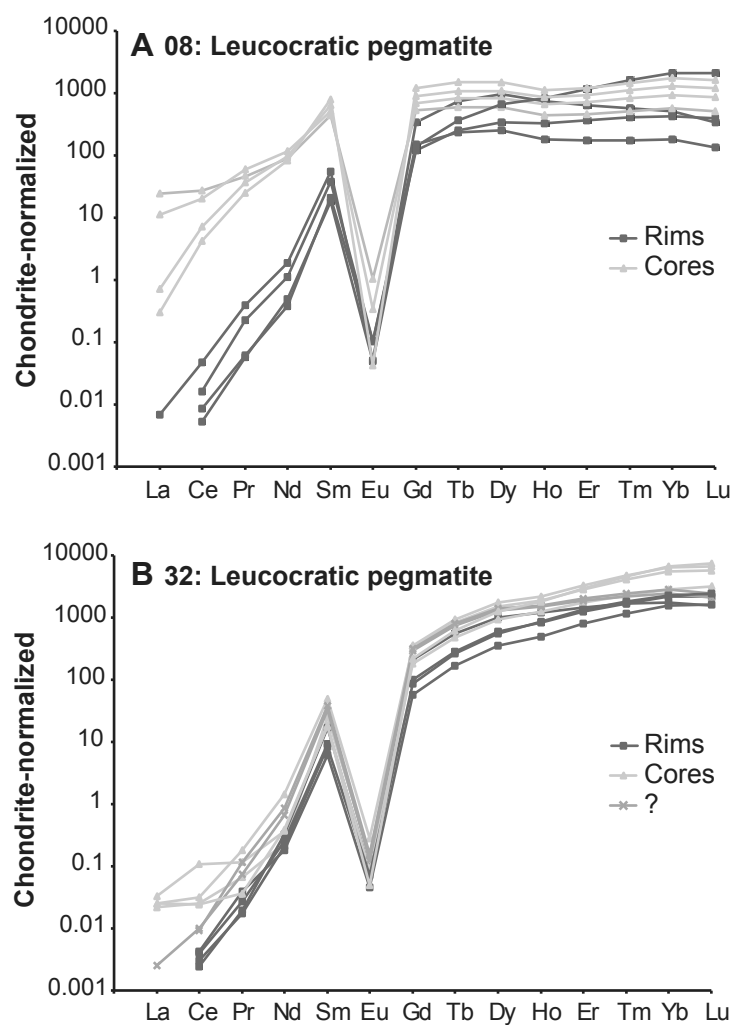 A 08: Leucocratic pegmatite
Chondrite-normalized
10000
1000
100
10
1
0.1
0.01
0.001
Rims
Cores
La Ce Pr Nd Sm Eu Gd Tb Dy Ho Er Tm Yb Lu
B 32: Leucocratic pegmatite
Chondrite-normalized
10000
1000
100
10
1
0.1
0.01
0.001
Rims
Cores
?
La Ce Pr Nd Sm Eu Gd Tb Dy Ho Er Tm Yb Lu